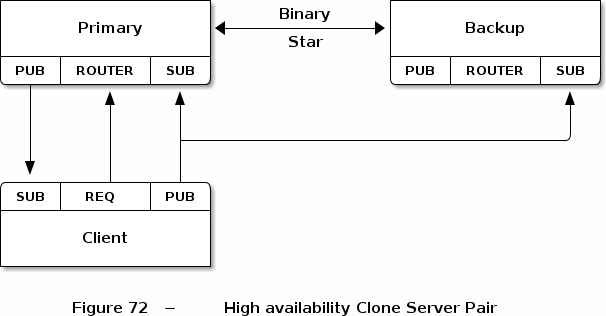 Primary
Binary
Star
Backup
PUB ROUTER SUB
PUB ROUTER SUB
SUB REQ PUB
Client
Figure 72 – High availability Clone Server Pair